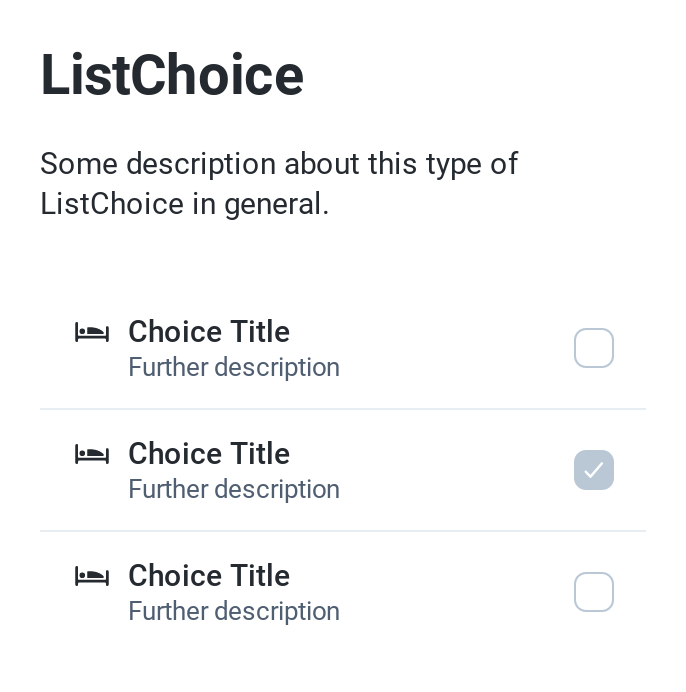 ListChoice
Some description about this type of
ListChoice in general.
Choice Title
Further description
Choice Title
Further description
Choice Title
Further description